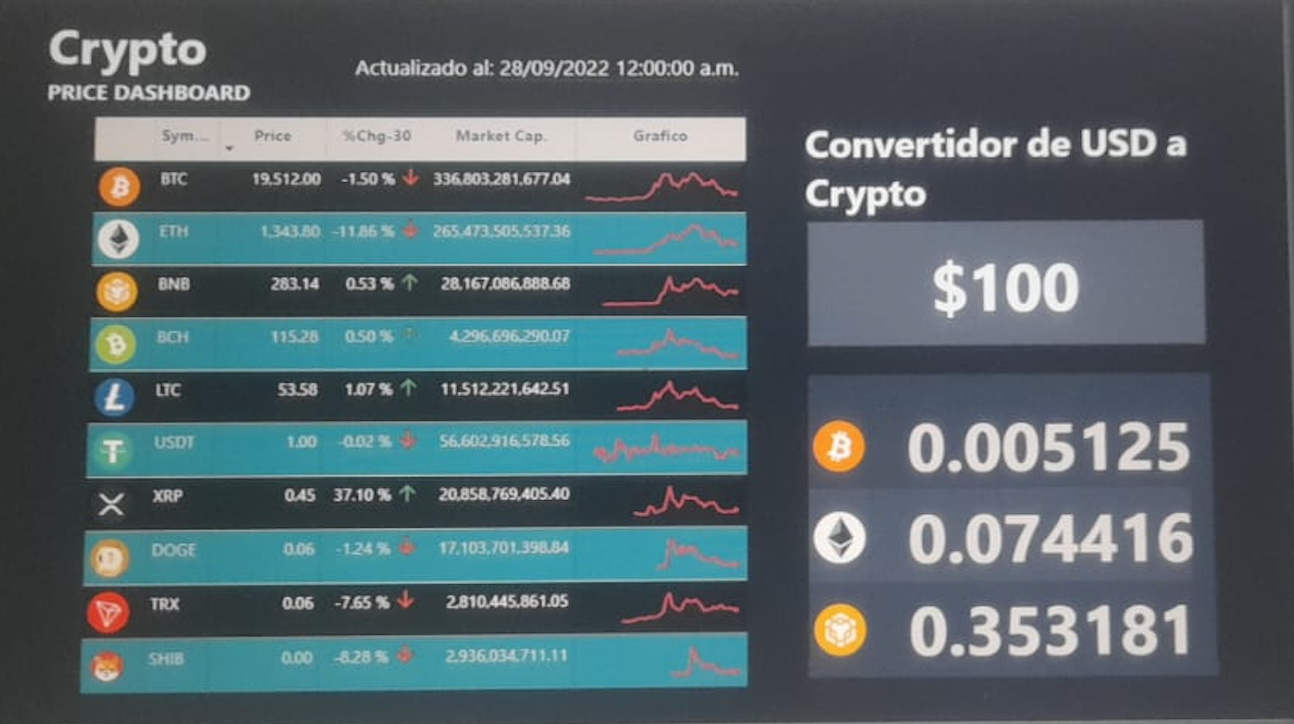 Crypto
PRICE DASHBOARD
Actualizado al: 28/09/2022 12:00:00 a.m.
Sym... Price %Chg-30 Market Cap. Grafico
BTC 19,512.00 -1.50 % 336,803,281,677.04
ETH 1,343.80 -11.86 % 265,473,505,537.36
BNB 283.14 0.53 % 28,167,086,888.68
BCH 115.28 0.50 % 4,296,696,290.07
LTC 53.58 1.07 % 11,512,221,642.51
USDT 1.00 -0.02 % 56,602,916,578.56
XRP 0.45 37.10 % 20,858,769,405.40
DOGE 0.06 -1.24 % 17,103,701,398.84
TRX 0.06 -7.65 % 2,810,445,861.05
SHIB 0.00 -8.28 % 2,936,034,711.11
Convertidor de USD a
Crypto
$100
0.005125
0.074416
0.353181